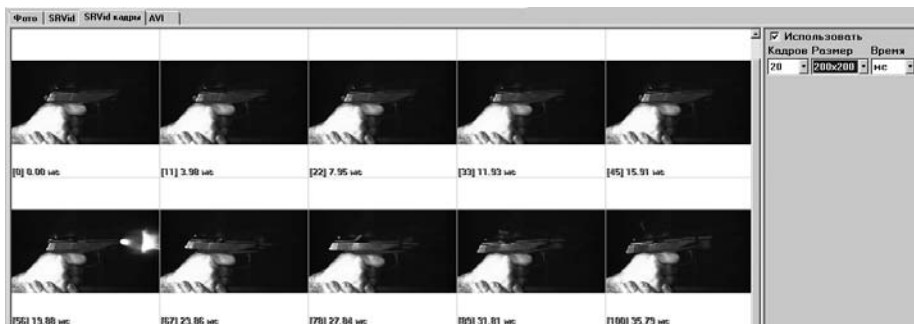 Фото SRVid SRVid кадры AVI
Использовать
Кадров Размер Время
20 200x200 мс
[0] 0.00 мс [11] 3.98 мс [22] 7.95 мс [33] 11.93 мс [45] 15.91 мс
[56] 19.88 мс [67] 23.86 мс [78] 27.84 мс [89] 31.81 мс [100] 35.79 мс